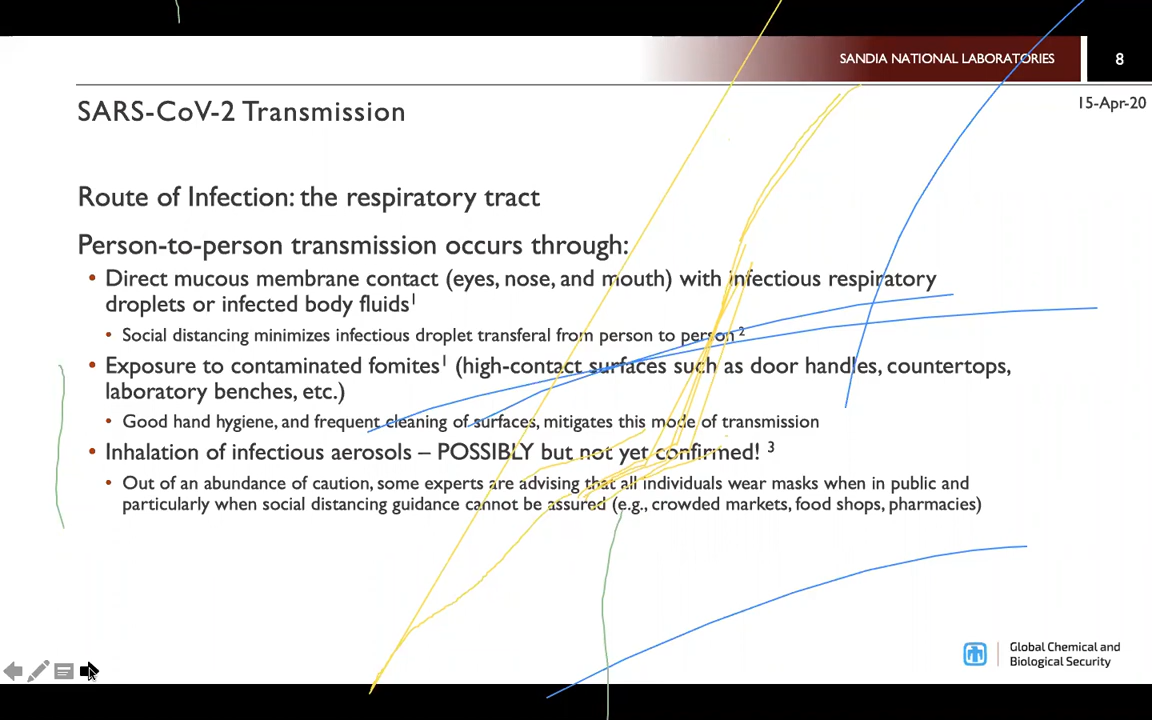 SANDIA NATIONAL LABORATORIES
8
15-Apr-20
SARS-CoV-2 Transmission
Route of Infection: the respiratory tract
Person-to-person transmission occurs through:
• Direct mucous membrane contact (eyes, nose, and mouth) with infectious respiratory
droplets or infected body fluids¹
• Social distancing minimizes infectious droplet transferal from person to person ²
• Exposure to contaminated fomites¹ (high-contact surfaces such as door handles, countertops,
laboratory benches, etc.)
• Good hand hygiene, and frequent cleaning of surfaces, mitigates this mode of transmission
• Inhalation of infectious aerosols – POSSIBLY but not yet confirmed! ³
• Out of an abundance of caution, some experts are advising that all individuals wear masks when in public and
particularly when social distancing guidance cannot be assured (e.g., crowded markets, food shops, pharmacies)
Global Chemical and
Biological Security